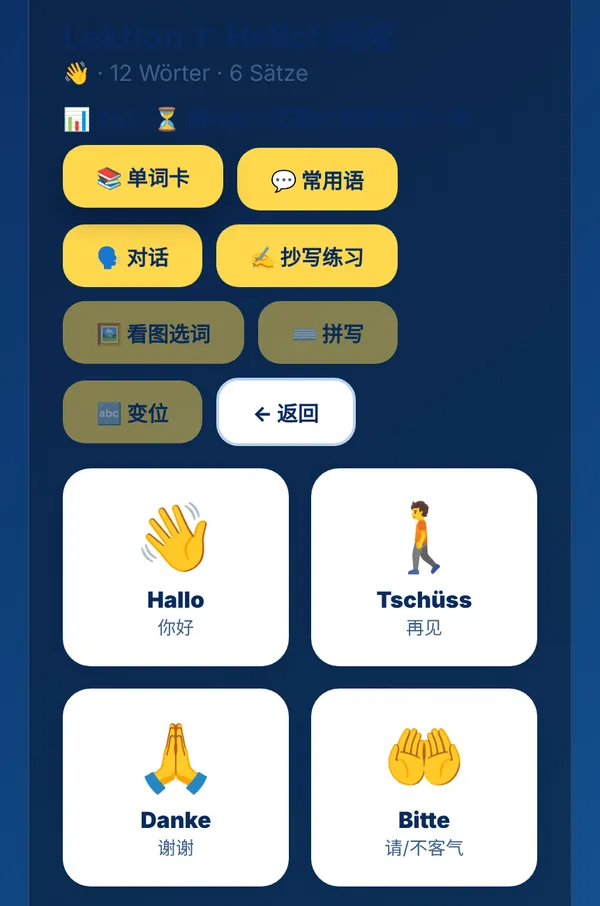 Lektion 1: Hallo! 问候
👋 · 12 Wörter · 6 Sätze
📚 单词卡
💬 常用语
🗣️ 对话
✍️ 抄写练习
🖼️ 看图选词
⌨️ 拼写
🔤 变位
← 返回
Hallo
你好
Tschüss
再见
Danke
谢谢
Bitte
请/不客气